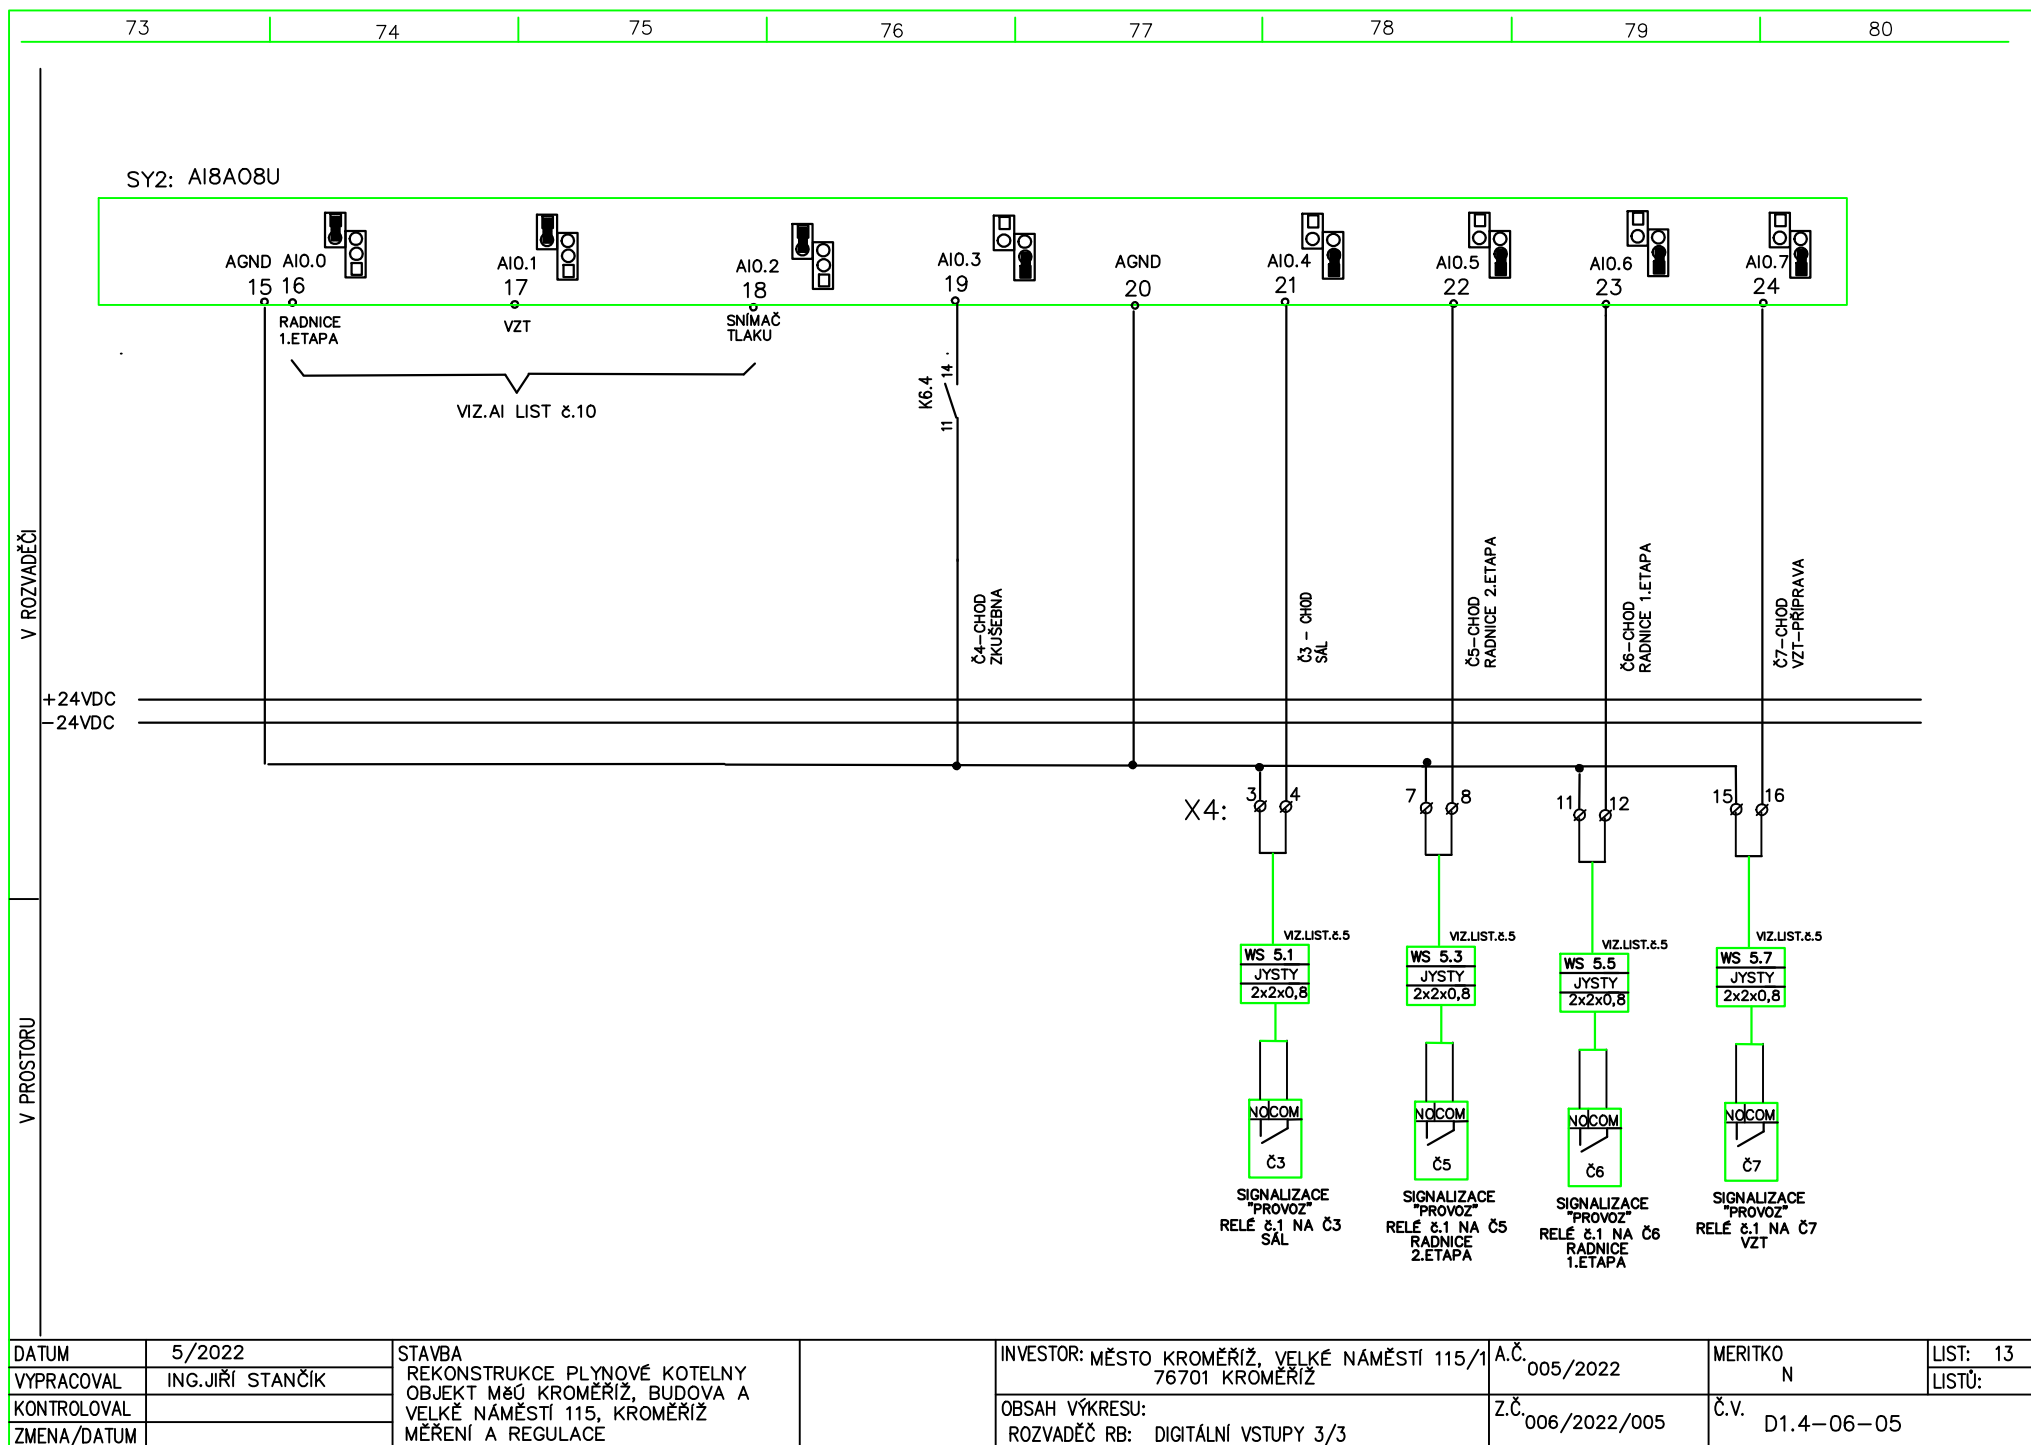 73 74 75 76 77 78 79 80
SY2: AI8AO8U
AGND AI0.0
15 16
AI0.1
17
AI0.2
18
AI0.3
19
AGND
20
AI0.4
21
AI0.5
22
AI0.6
23
AI0.7
24
RADNICE
1.ETAPA
VZT
SNÍMAČ
TLAKU
VIZ.AI LIST č.10
K6.4
14
11
V ROZVADĚČI
Č4-CHOD
ZKUŠEBNA
Č3 - CHOD
SÁL
Č5-CHOD
RADNICE 2.ETAPA
Č6-CHOD
RADNICE 1.ETAPA
Č7-CHOD
VZT-PŘÍPRAVA
+24VDC
-24VDC
X4:
3 4
7 8
11 12
15 16
V PROSTORU
VIZ.LIST.č.5
WS 5.1
JYSTY
2x2x0,8
VIZ.LIST.č.5
WS 5.3
JYSTY
2x2x0,8
VIZ.LIST.č.5
WS 5.5
JYSTY
2x2x0,8
VIZ.LIST.č.5
WS 5.7
JYSTY
2x2x0,8
NO COM
Č3
NO COM
Č5
NO COM
Č6
NO COM
Č7
SIGNALIZACE
"PROVOZ"
RELÉ č.1 NA Č3
SÁL
SIGNALIZACE
"PROVOZ"
RELÉ č.1 NA Č5
RADNICE
2.ETAPA
SIGNALIZACE
"PROVOZ"
RELÉ č.1 NA Č6
RADNICE
1.ETAPA
SIGNALIZACE
"PROVOZ"
RELÉ č.1 NA Č7
VZT
DATUM 5/2022
VYPRACOVAL ING.JIŘÍ STANČÍK
KONTROLOVAL
ZMENA/DATUM
STAVBA
REKONSTRUKCE PLYNOVÉ KOTELNY
OBJEKT MěÚ KROMĚŘÍŽ, BUDOVA A
VELKÉ NÁMĚSTÍ 115, KROMĚŘÍŽ
MĚŘENÍ A REGULACE
INVESTOR: MĚSTO KROMĚŘÍŽ, VELKÉ NÁMĚSTÍ 115/1
76701 KROMĚŘÍŽ
OBSAH VÝKRESU:
ROZVADĚČ RB: DIGITÁLNÍ VSTUPY 3/3
A.Č. 005/2022
Z.Č. 006/2022/005
MERITKO
N
Č.V. D1.4-06-05
LIST: 13
LISTŮ: